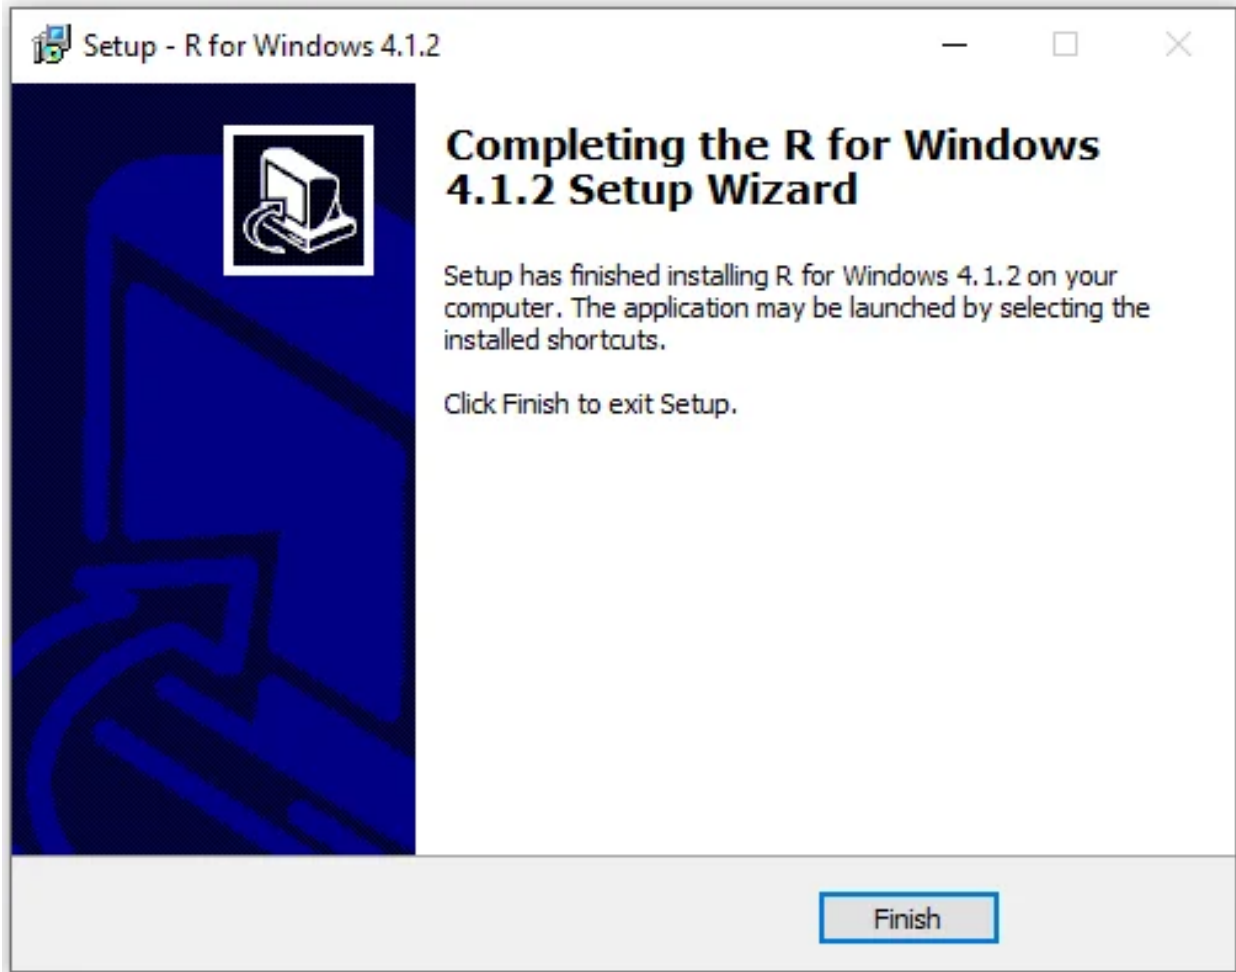 Setup - R for Windows 4.1.2
Completing the R for Windows
4.1.2 Setup Wizard
Setup has finished installing R for Windows 4.1.2 on your
computer. The application may be launched by selecting the
installed shortcuts.
Click Finish to exit Setup.
Finish